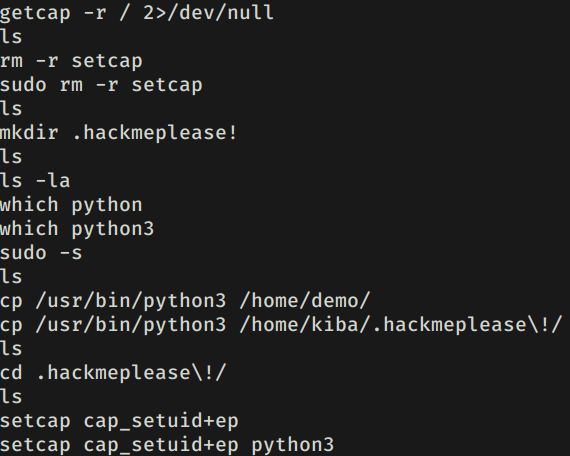 getcap -r / 2>/dev/null
ls
rm -r setcap
sudo rm -r setcap
ls
mkdir .hackmeplease!
ls
ls -la
which python
which python3
sudo -s
ls
cp /usr/bin/python3 /home/demo/
cp /usr/bin/python3 /home/kiba/.hackmeplease\!/
ls
cd .hackmeplease\!/
ls
setcap cap_setuid+ep
setcap cap_setuid+ep python3